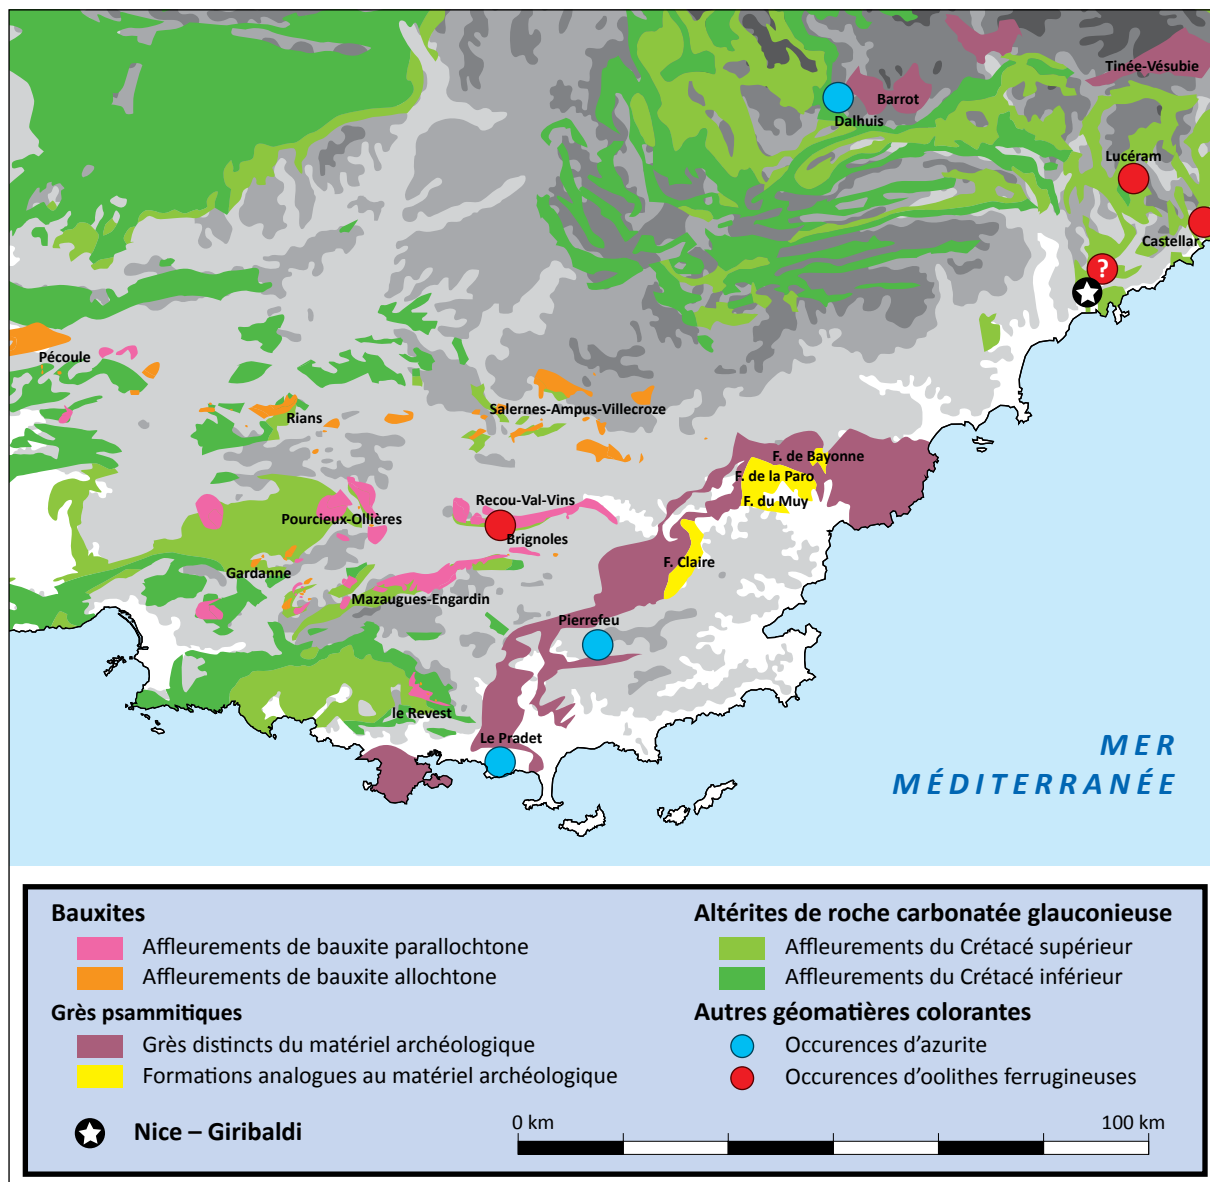 Tinée-Vésubie
Barrot
Dalhuis
Lucéram
Castellar
?
Pécoule
Rians
Salernes-Ampus-Villecroze
F. de Bayonne
F. de la Paro
F. du Muy
Recou-Val-Vins
Pourcieux-Ollières
Brignoles
F. Claire
Gardanne
Mazaugues-Engardin
Pierrefeu
le Revest
Le Pradet
MER
MÉDITERRANÉE
Bauxites
Affleurements de bauxite parallochtone
Affleurements de bauxite allochtone
Grès psammitiques
Grès distincts du matériel archéologique
Formations analogues au matériel archéologique
Nice – Giribaldi
Altérites de roche carbonatée glauconieuse
Affleurements du Crétacé supérieur
Affleurements du Crétacé inférieur
Autres géomatières colorantes
Occurences d'azurite
Occurences d'oolithes ferrugineuses
0 km
100 km